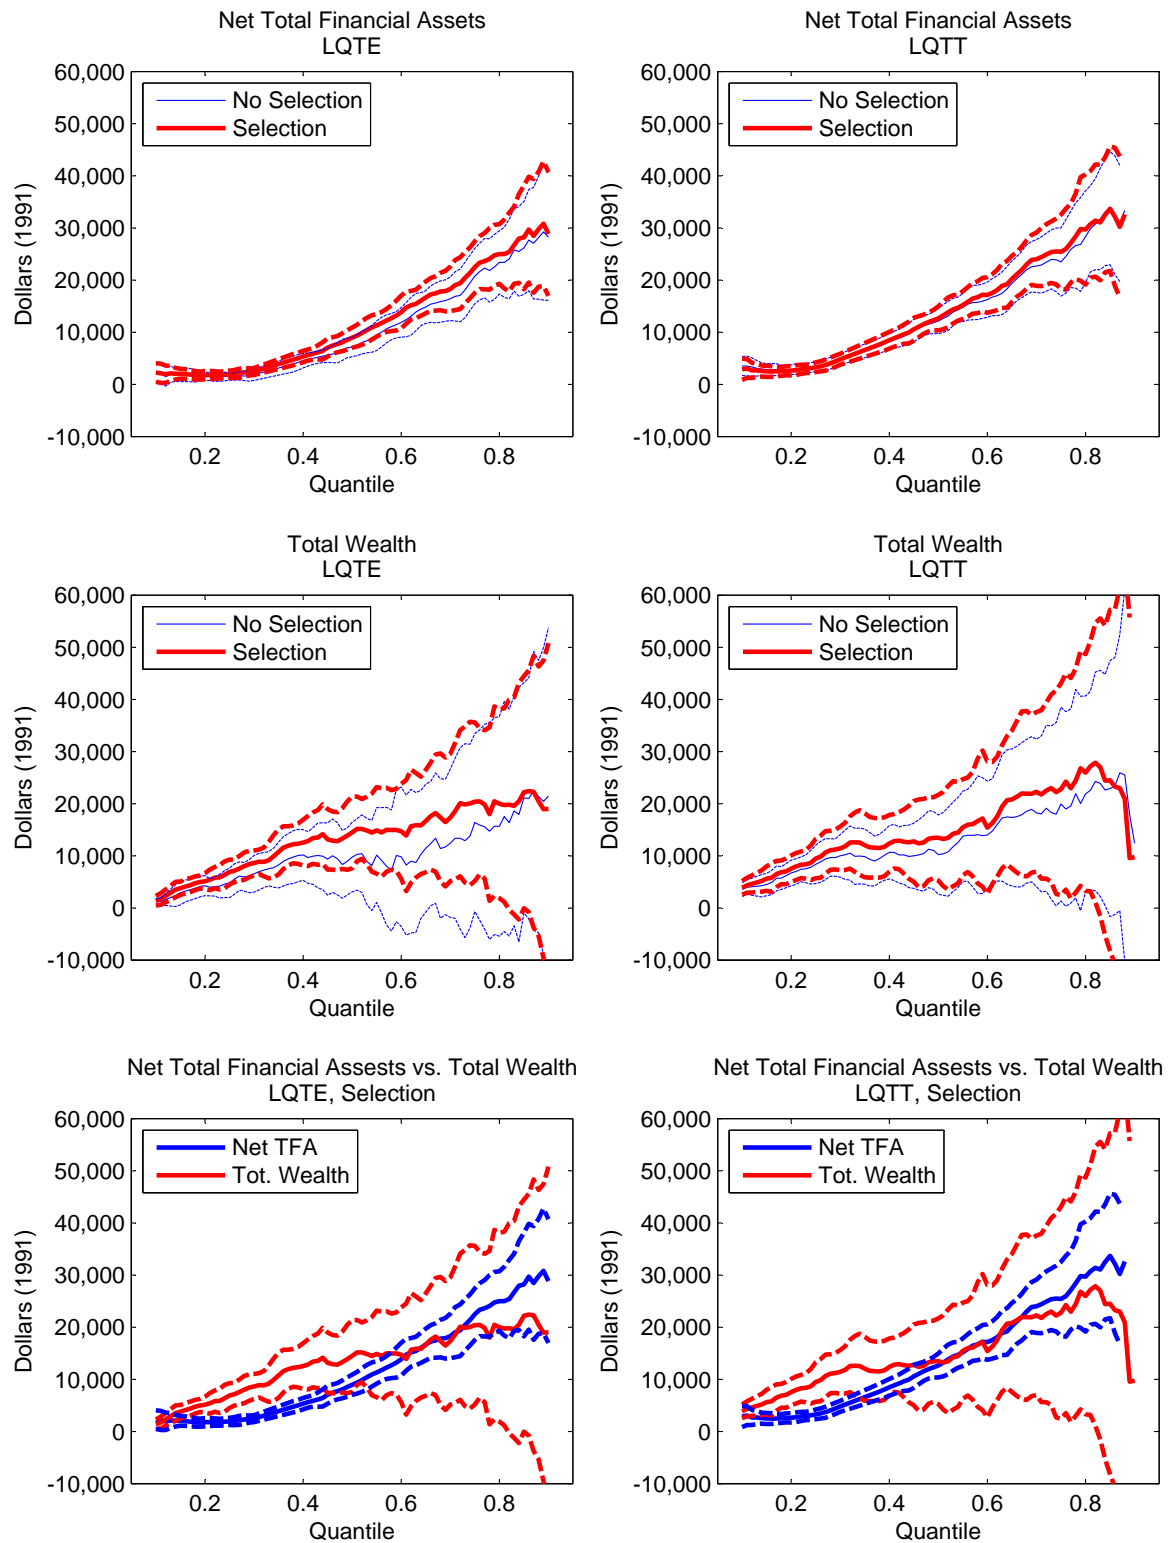 Net Total Financial Assets
LQTE
60,000
50,000
40,000
30,000
20,000
10,000
0
-10,000
Dollars (1991)
No Selection
Selection
0.2 0.4 0.6 0.8
Quantile
Net Total Financial Assets
LQTT
60,000
50,000
40,000
30,000
20,000
10,000
0
-10,000
Dollars (1991)
No Selection
Selection
0.2 0.4 0.6 0.8
Quantile
Total Wealth
LQTE
60,000
50,000
40,000
30,000
20,000
10,000
0
-10,000
Dollars (1991)
No Selection
Selection
0.2 0.4 0.6 0.8
Quantile
Total Wealth
LQTT
60,000
50,000
40,000
30,000
20,000
10,000
0
-10,000
Dollars (1991)
No Selection
Selection
0.2 0.4 0.6 0.8
Quantile
Net Total Financial Assests vs. Total Wealth
LQTE, Selection
60,000
50,000
40,000
30,000
20,000
10,000
0
-10,000
Dollars (1991)
Net TFA
Tot. Wealth
0.2 0.4 0.6 0.8
Quantile
Net Total Financial Assests vs. Total Wealth
LQTT, Selection
60,000
50,000
40,000
30,000
20,000
10,000
0
-10,000
Dollars (1991)
Net TFA
Tot. Wealth
0.2 0.4 0.6 0.8
Quantile